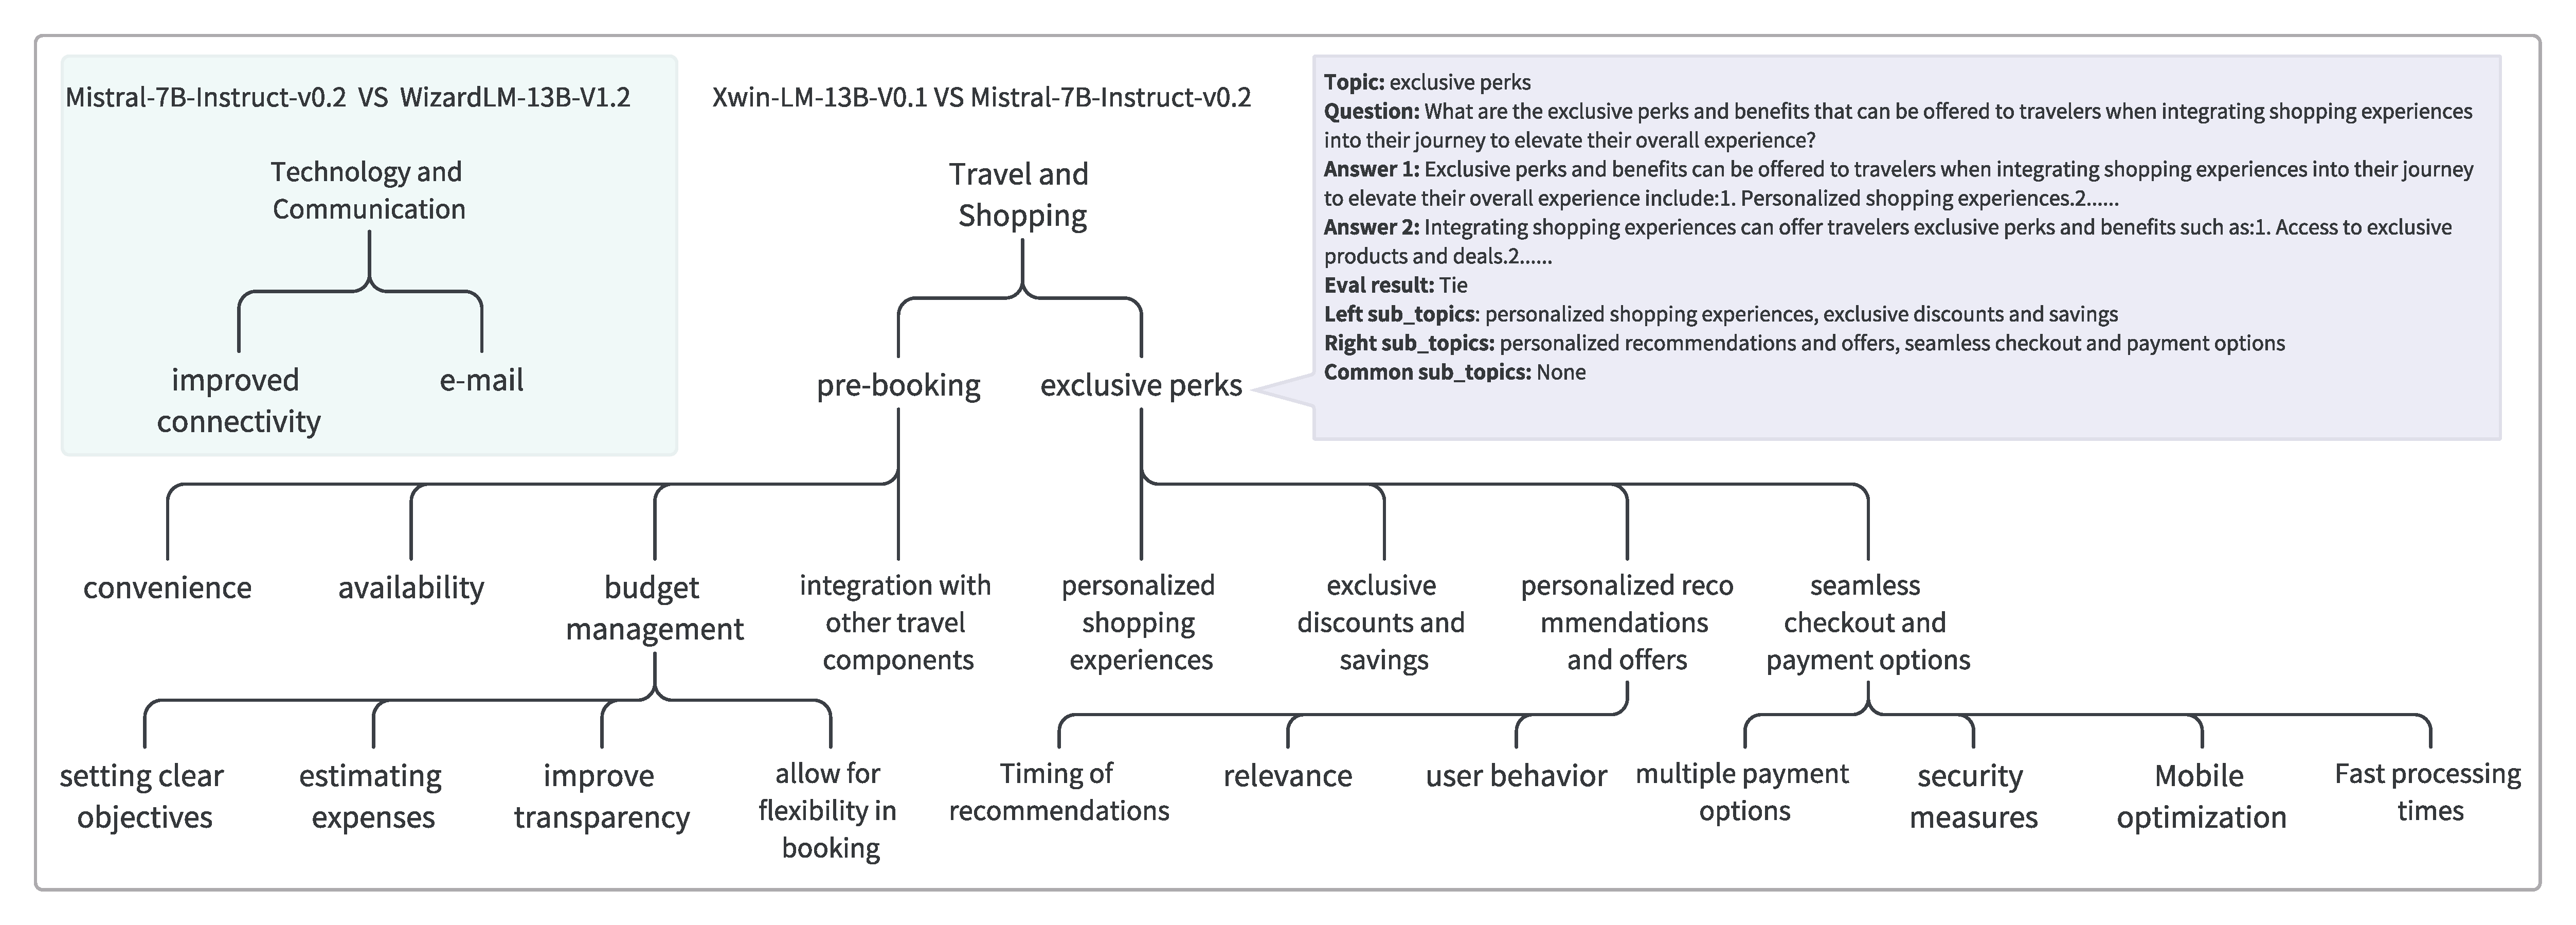 Mistral-7B-Instruct-v0.2 VS WizardLM-13B-V1.2
Technology and
Communication
improved
connectivity
e-mail
Xwin-LM-13B-V0.1 VS Mistral-7B-Instruct-v0.2
Travel and
Shopping
pre-booking
exclusive perks
Topic: exclusive perks
Question: What are the exclusive perks and benefits that can be offered to travelers when integrating shopping experiences
into their journey to elevate their overall experience?
Answer 1: Exclusive perks and benefits can be offered to travelers when integrating shopping experiences into their journey
to elevate their overall experience include:1. Personalized shopping experiences.2......
Answer 2: Integrating shopping experiences can offer travelers exclusive perks and benefits such as:1. Access to exclusive
products and deals.2......
Eval result: Tie
Left sub_topics: personalized shopping experiences, exclusive discounts and savings
Right sub_topics: personalized recommendations and offers, seamless checkout and payment options
Common sub_topics: None
convenience
availability
budget
management
integration with
other travel
components
personalized
shopping
experiences
exclusive
discounts and
savings
personalized reco
mmendations
and offers
seamless
checkout and
payment options
setting clear
objectives
estimating
expenses
improve
transparency
allow for
flexibility in
booking
Timing of
recommendations
relevance
user behavior
multiple payment
options
security
measures
Mobile
optimization
Fast processing
times